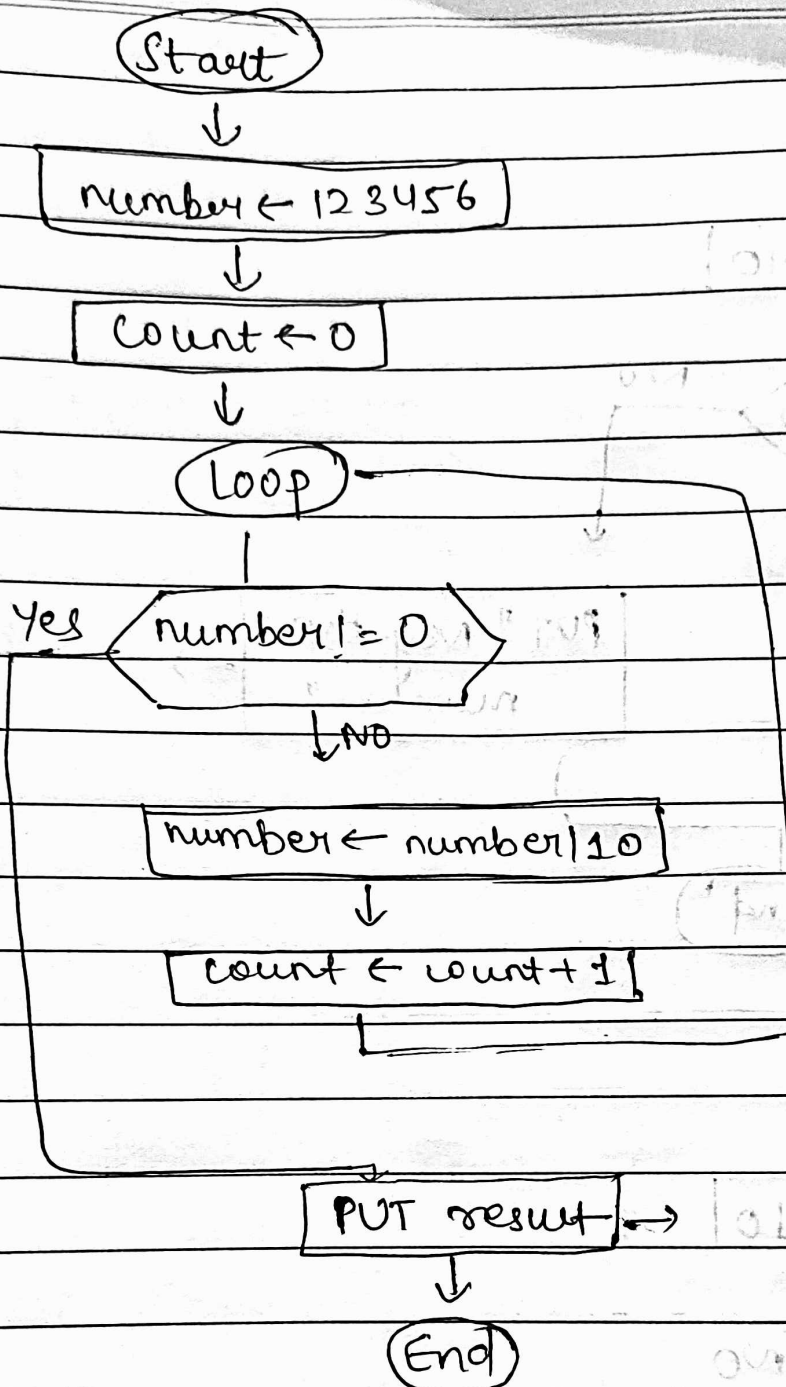 Start
number ← 123456
count ← 0
Loop
Yes
number != 0
NO
number ← number/10
count ← count + 1
PUT result →
End